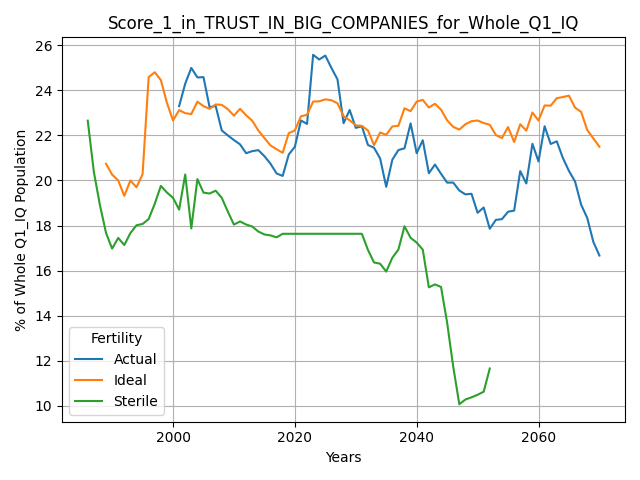 Score_1_in_TRUST_IN_BIG_COMPANIES_for_Whole_Q1_IQ
% of Whole Q1_IQ Population
26
24
22
20
18
16
14
12
10
Fertility
Actual
Ideal
Sterile
2000
2020
2040
2060
Years